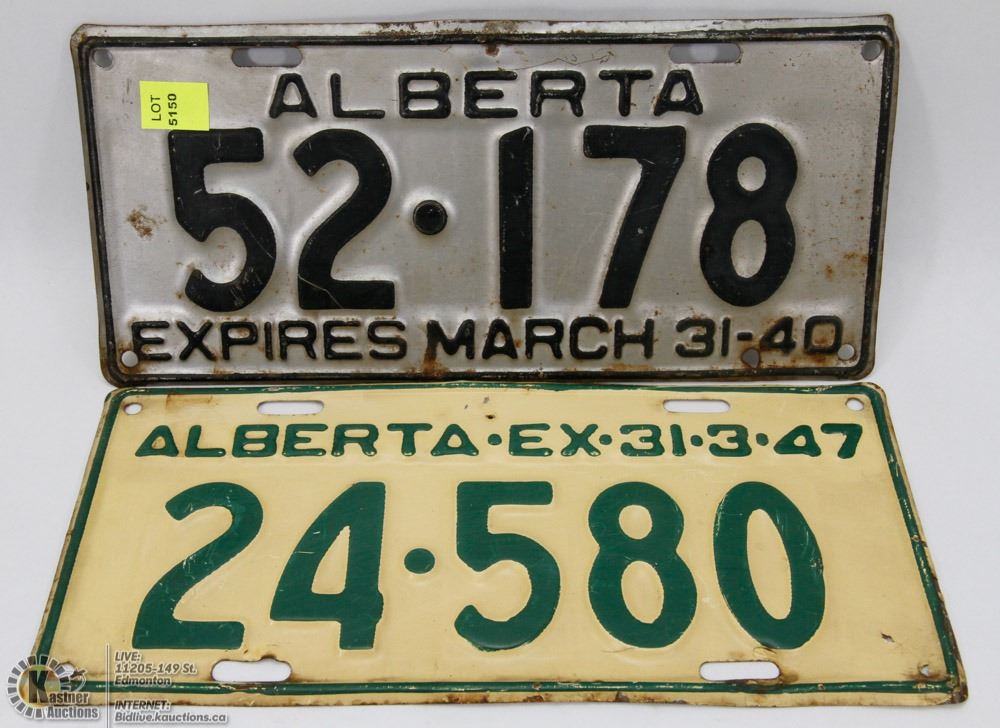 ALBERTA
LOT
5150
52·178
EXPIRES MARCH 31-40
ALBERTA·EX·31·3·47
24·580
LIVE:
11205-149 St.
Edmonton
INTERNET:
Bidlive.kauctions.ca
K
Kastner
Auctions